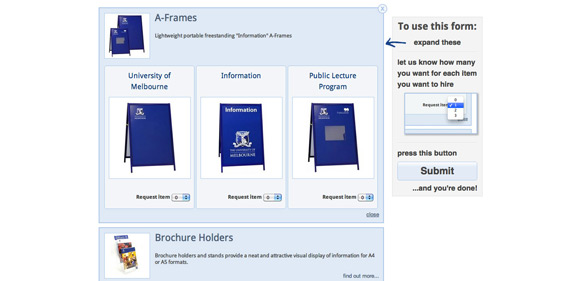 X
A-Frames
Lightweight portable freestanding "Information" A-Frames
University of
Melbourne
Request item 0
Information
Information
THE UNIVERSITY OF
MELBOURNE
Request item 0
Public Lecture
Program
Request item 0
close
Brochure Holders
Brochure holders and stands provide a neat and attractive visual display of information for A4
or A5 formats.
find out more...
To use this form:
expand these
let us know how many
you want for each item
you want to hire
Request item
0
1
2
3
press this button
Submit
...and you're done!